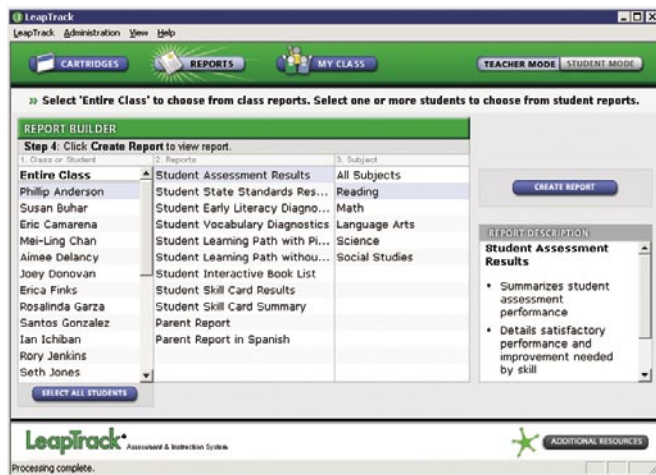 LeapTrack
LeapTrack Administration View Help
CARTRIDGES
REPORTS
MY CLASS
TEACHER MODE STUDENT MODE
>> Select 'Entire Class' to choose from class reports. Select one or more students to choose from student reports.
REPORT BUILDER
Step 4: Click Create Report to view report.
1. Class or Student
Entire Class
Phillip Anderson
Susan Buhar
Eric Camarena
Mei-Ling Chan
Aimee Delancy
Joey Donovan
Erica Finks
Rosalinda Garza
Santos Gonzalez
Ian Ichiban
Rory Jenkins
Seth Jones
SELECT ALL STUDENTS
2. Reports
Student Assessment Results
Student State Standards Res...
Student Early Literacy Diagno...
Student Vocabulary Diagnostics
Student Learning Path with Pi...
Student Learning Path withou...
Student Interactive Book List
Student Skill Card Results
Student Skill Card Summary
Parent Report
Parent Report in Spanish
3. Subject
All Subjects
Reading
Math
Language Arts
Science
Social Studies
CREATE REPORT
REPORT DESCRIPTION
Student Assessment
Results
• Summarizes student
assessment
performance
• Details satisfactory
performance and
improvement needed
by skill
LeapTrack Assessment & Instruction System
ADDITIONAL RESOURCES
Processing complete.